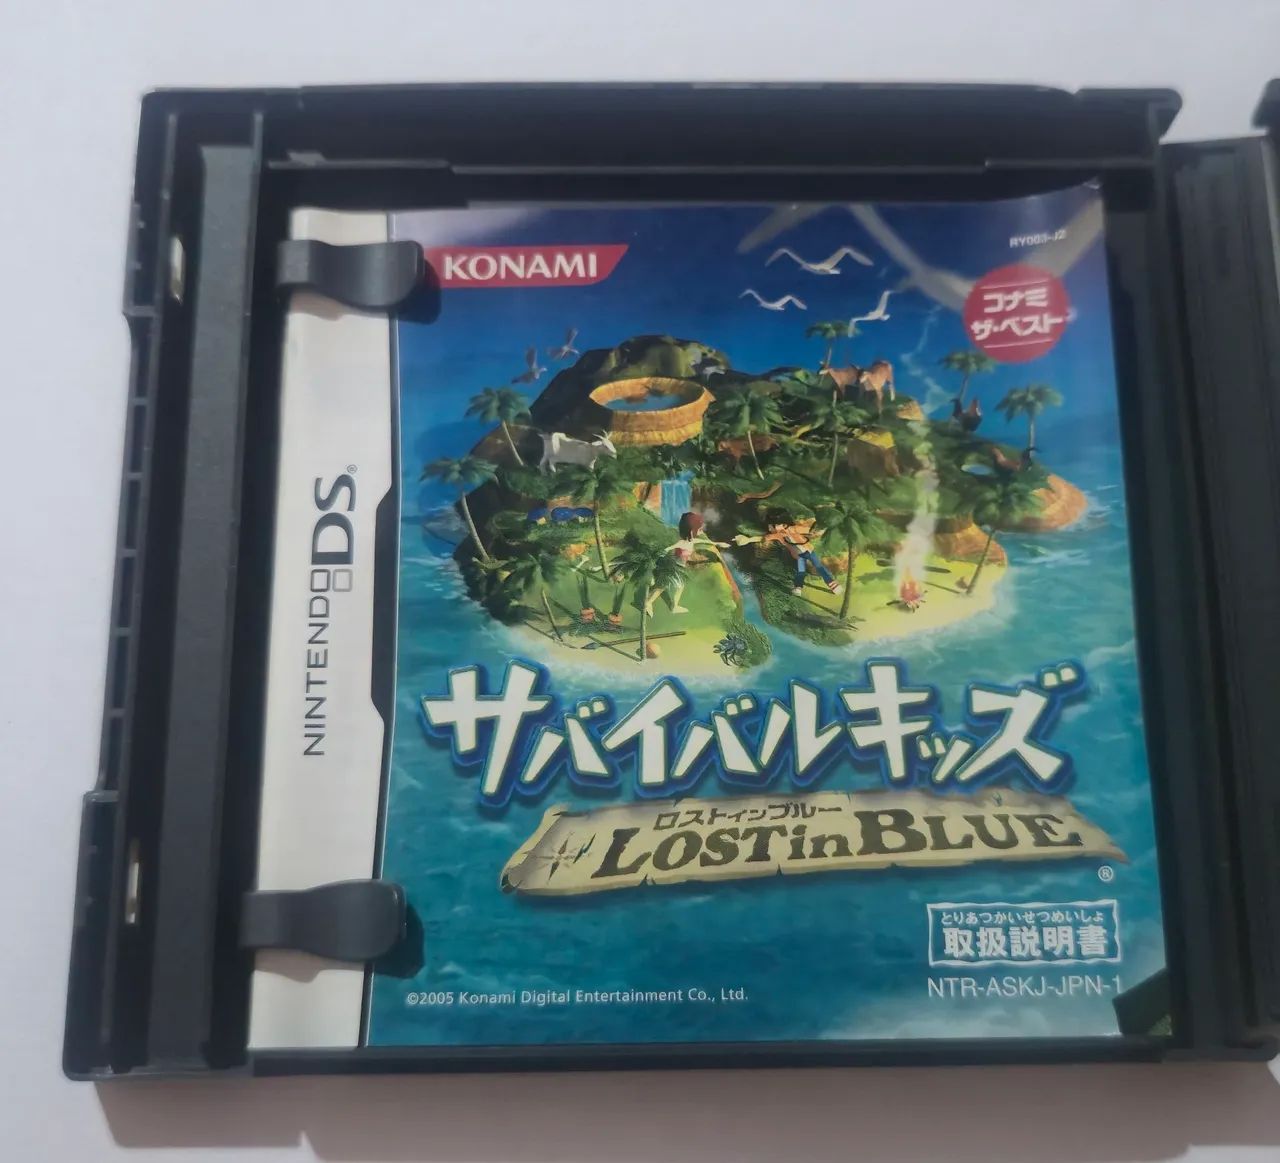 KONAMI
RY003-J2
コナミ
ザ・ベスト
NINTENDODS®
サバイバルキッズ
ロストインブルー
LOST in BLUE
®
とりあつかいせつめいしょ
取扱説明書
©2005 Konami Digital Entertainment Co., Ltd.
NTR-ASKJ-JPN-1